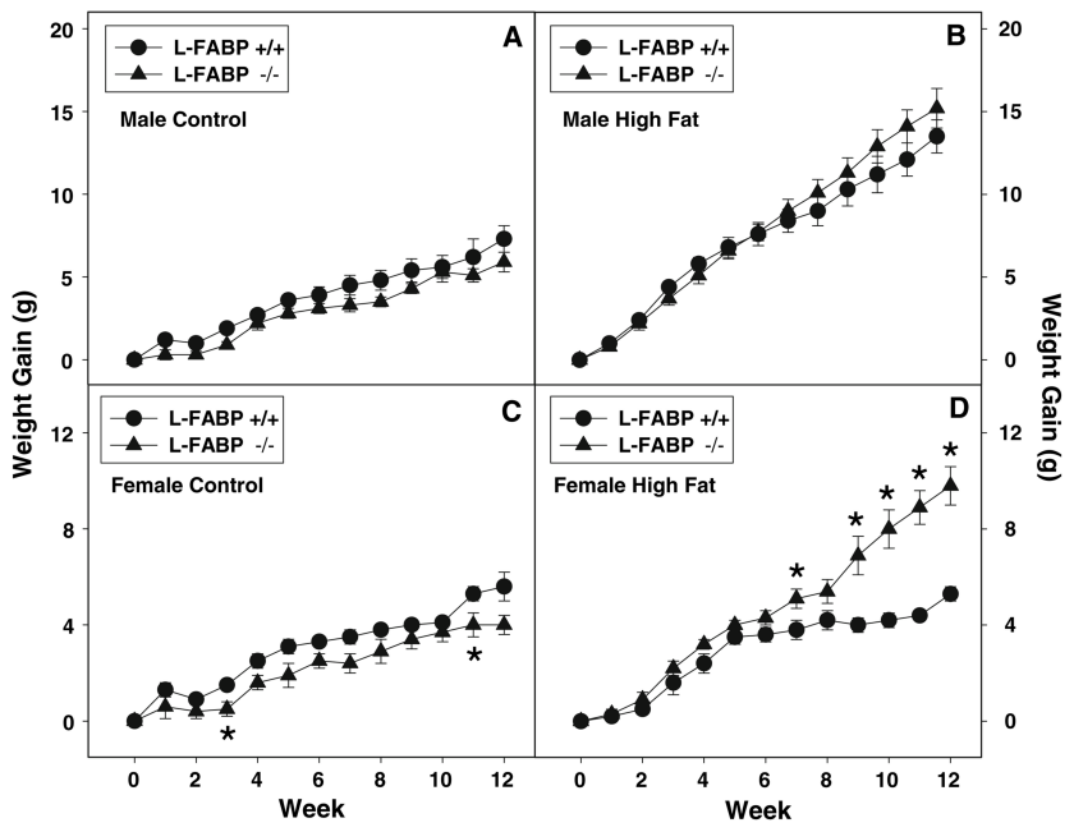 A
L-FABP +/+
L-FABP -/-
Male Control
B
L-FABP +/+
L-FABP -/-
Male High Fat
20
15
10
5
0
20
15
10
5
0
Weight Gain (g)
Weight Gain (g)
C
L-FABP +/+
L-FABP -/-
Female Control
*
*
D
L-FABP +/+
L-FABP -/-
Female High Fat
* * * * *
12
8
4
0
12
8
4
0
0 2 4 6 8 10 12
0 2 4 6 8 10 12
Week
Week